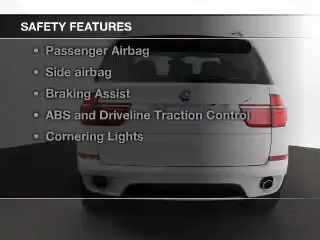 SAFETY FEATURES
Passenger Airbag
Side airbag
Braking Assist
ABS and Driveline Traction Control
Cornering Lights